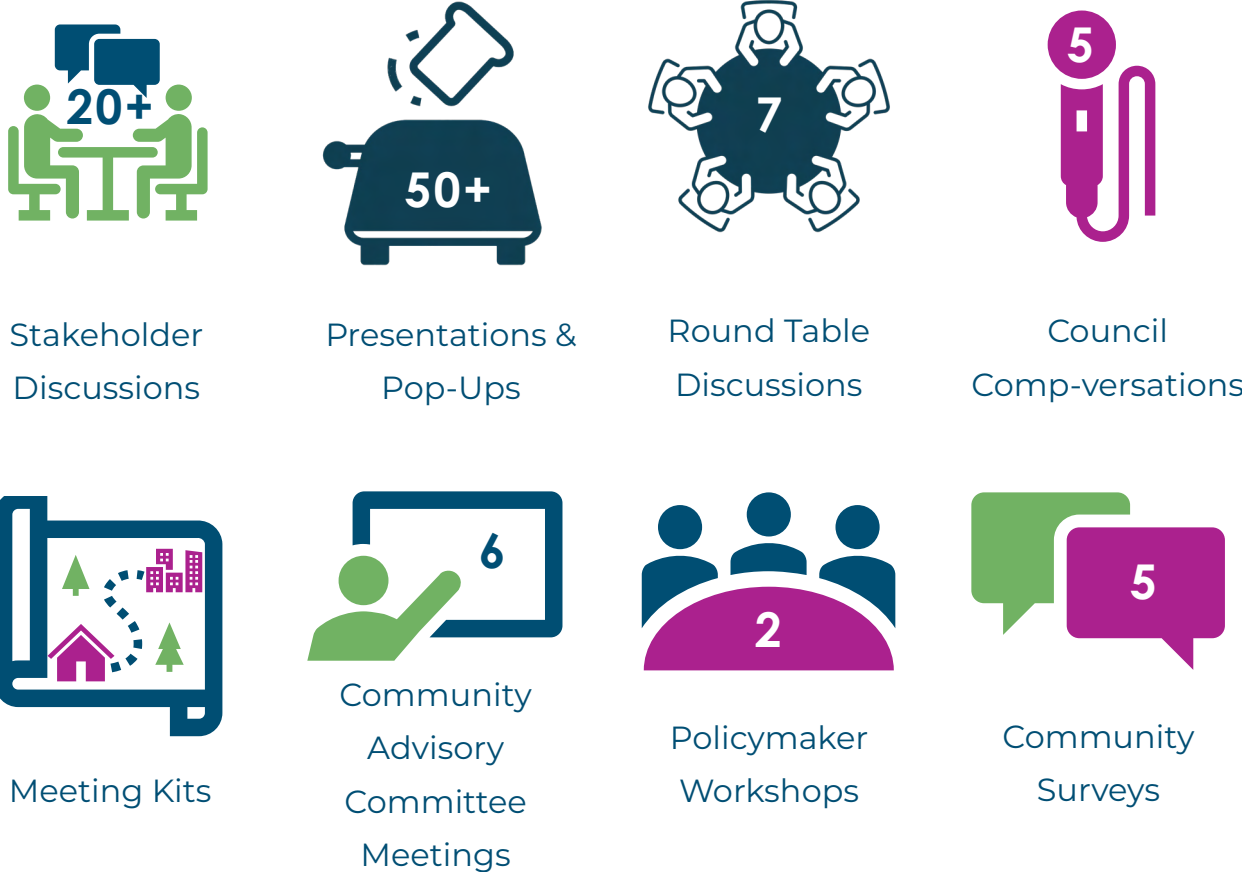 20+
Stakeholder
Discussions
50+
Presentations &
Pop-Ups
7
Round Table
Discussions
5
Council
Comp-versations
Meeting Kits
6
Community
Advisory
Committee
Meetings
2
Policymaker
Workshops
5
Community
Surveys